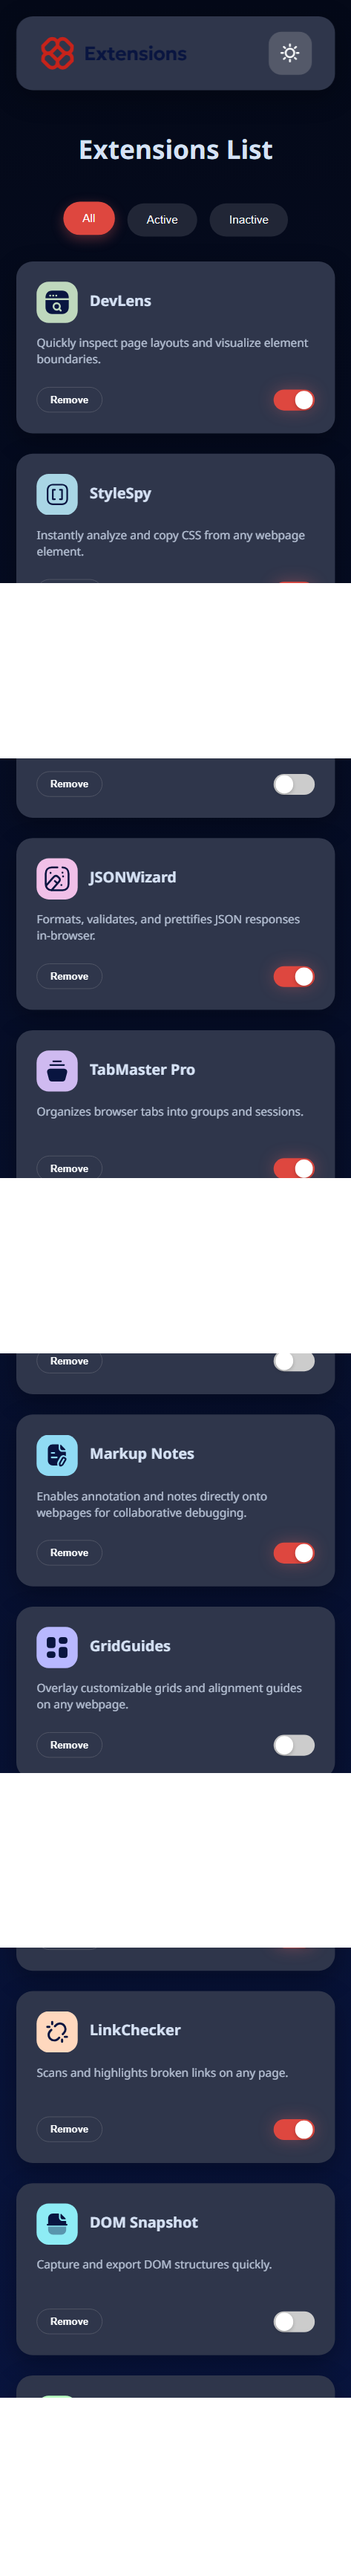 Extensions
Extensions List
All
Active
Inactive
DevLens
Quickly inspect page layouts and visualize element
boundaries.
Remove
StyleSpy
Instantly analyze and copy CSS from any webpage
element.
Remove
JSONWizard
Formats, validates, and prettifies JSON responses
in-browser.
Remove
TabMaster Pro
Organizes browser tabs into groups and sessions.
Remove
Remove
Markup Notes
Enables annotation and notes directly onto
webpages for collaborative debugging.
Remove
GridGuides
Overlay customizable grids and alignment guides
on any webpage.
Remove
LinkChecker
Scans and highlights broken links on any page.
Remove
DOM Snapshot
Capture and export DOM structures quickly.
Remove